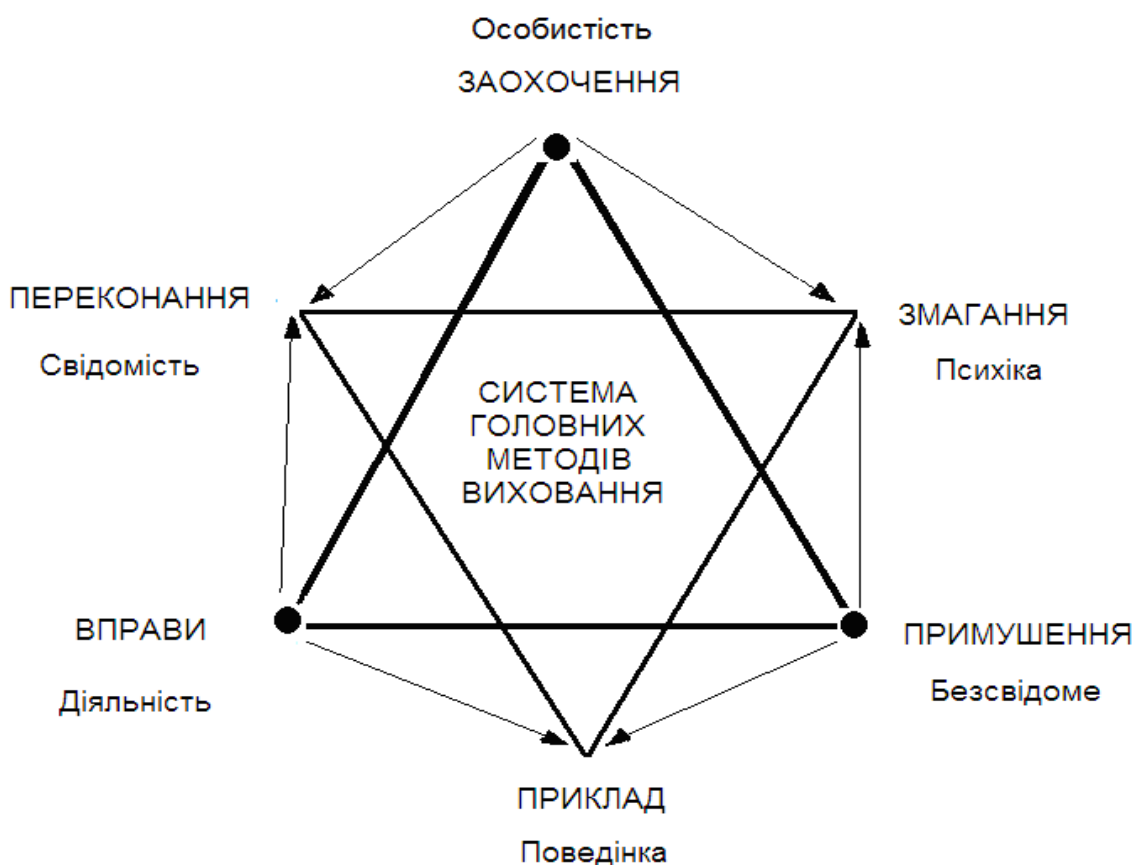 Особистість
ЗАОХОЧЕННЯ
ПЕРЕКОНАННЯ
Свідомість
ЗМАГАННЯ
Психіка
СИСТЕМА
ГОЛОВНИХ
МЕТОДІВ
ВИХОВАННЯ
ВПРАВИ
Діяльність
ПРИМУШЕННЯ
Безсвідоме
ПРИКЛАД
Поведінка